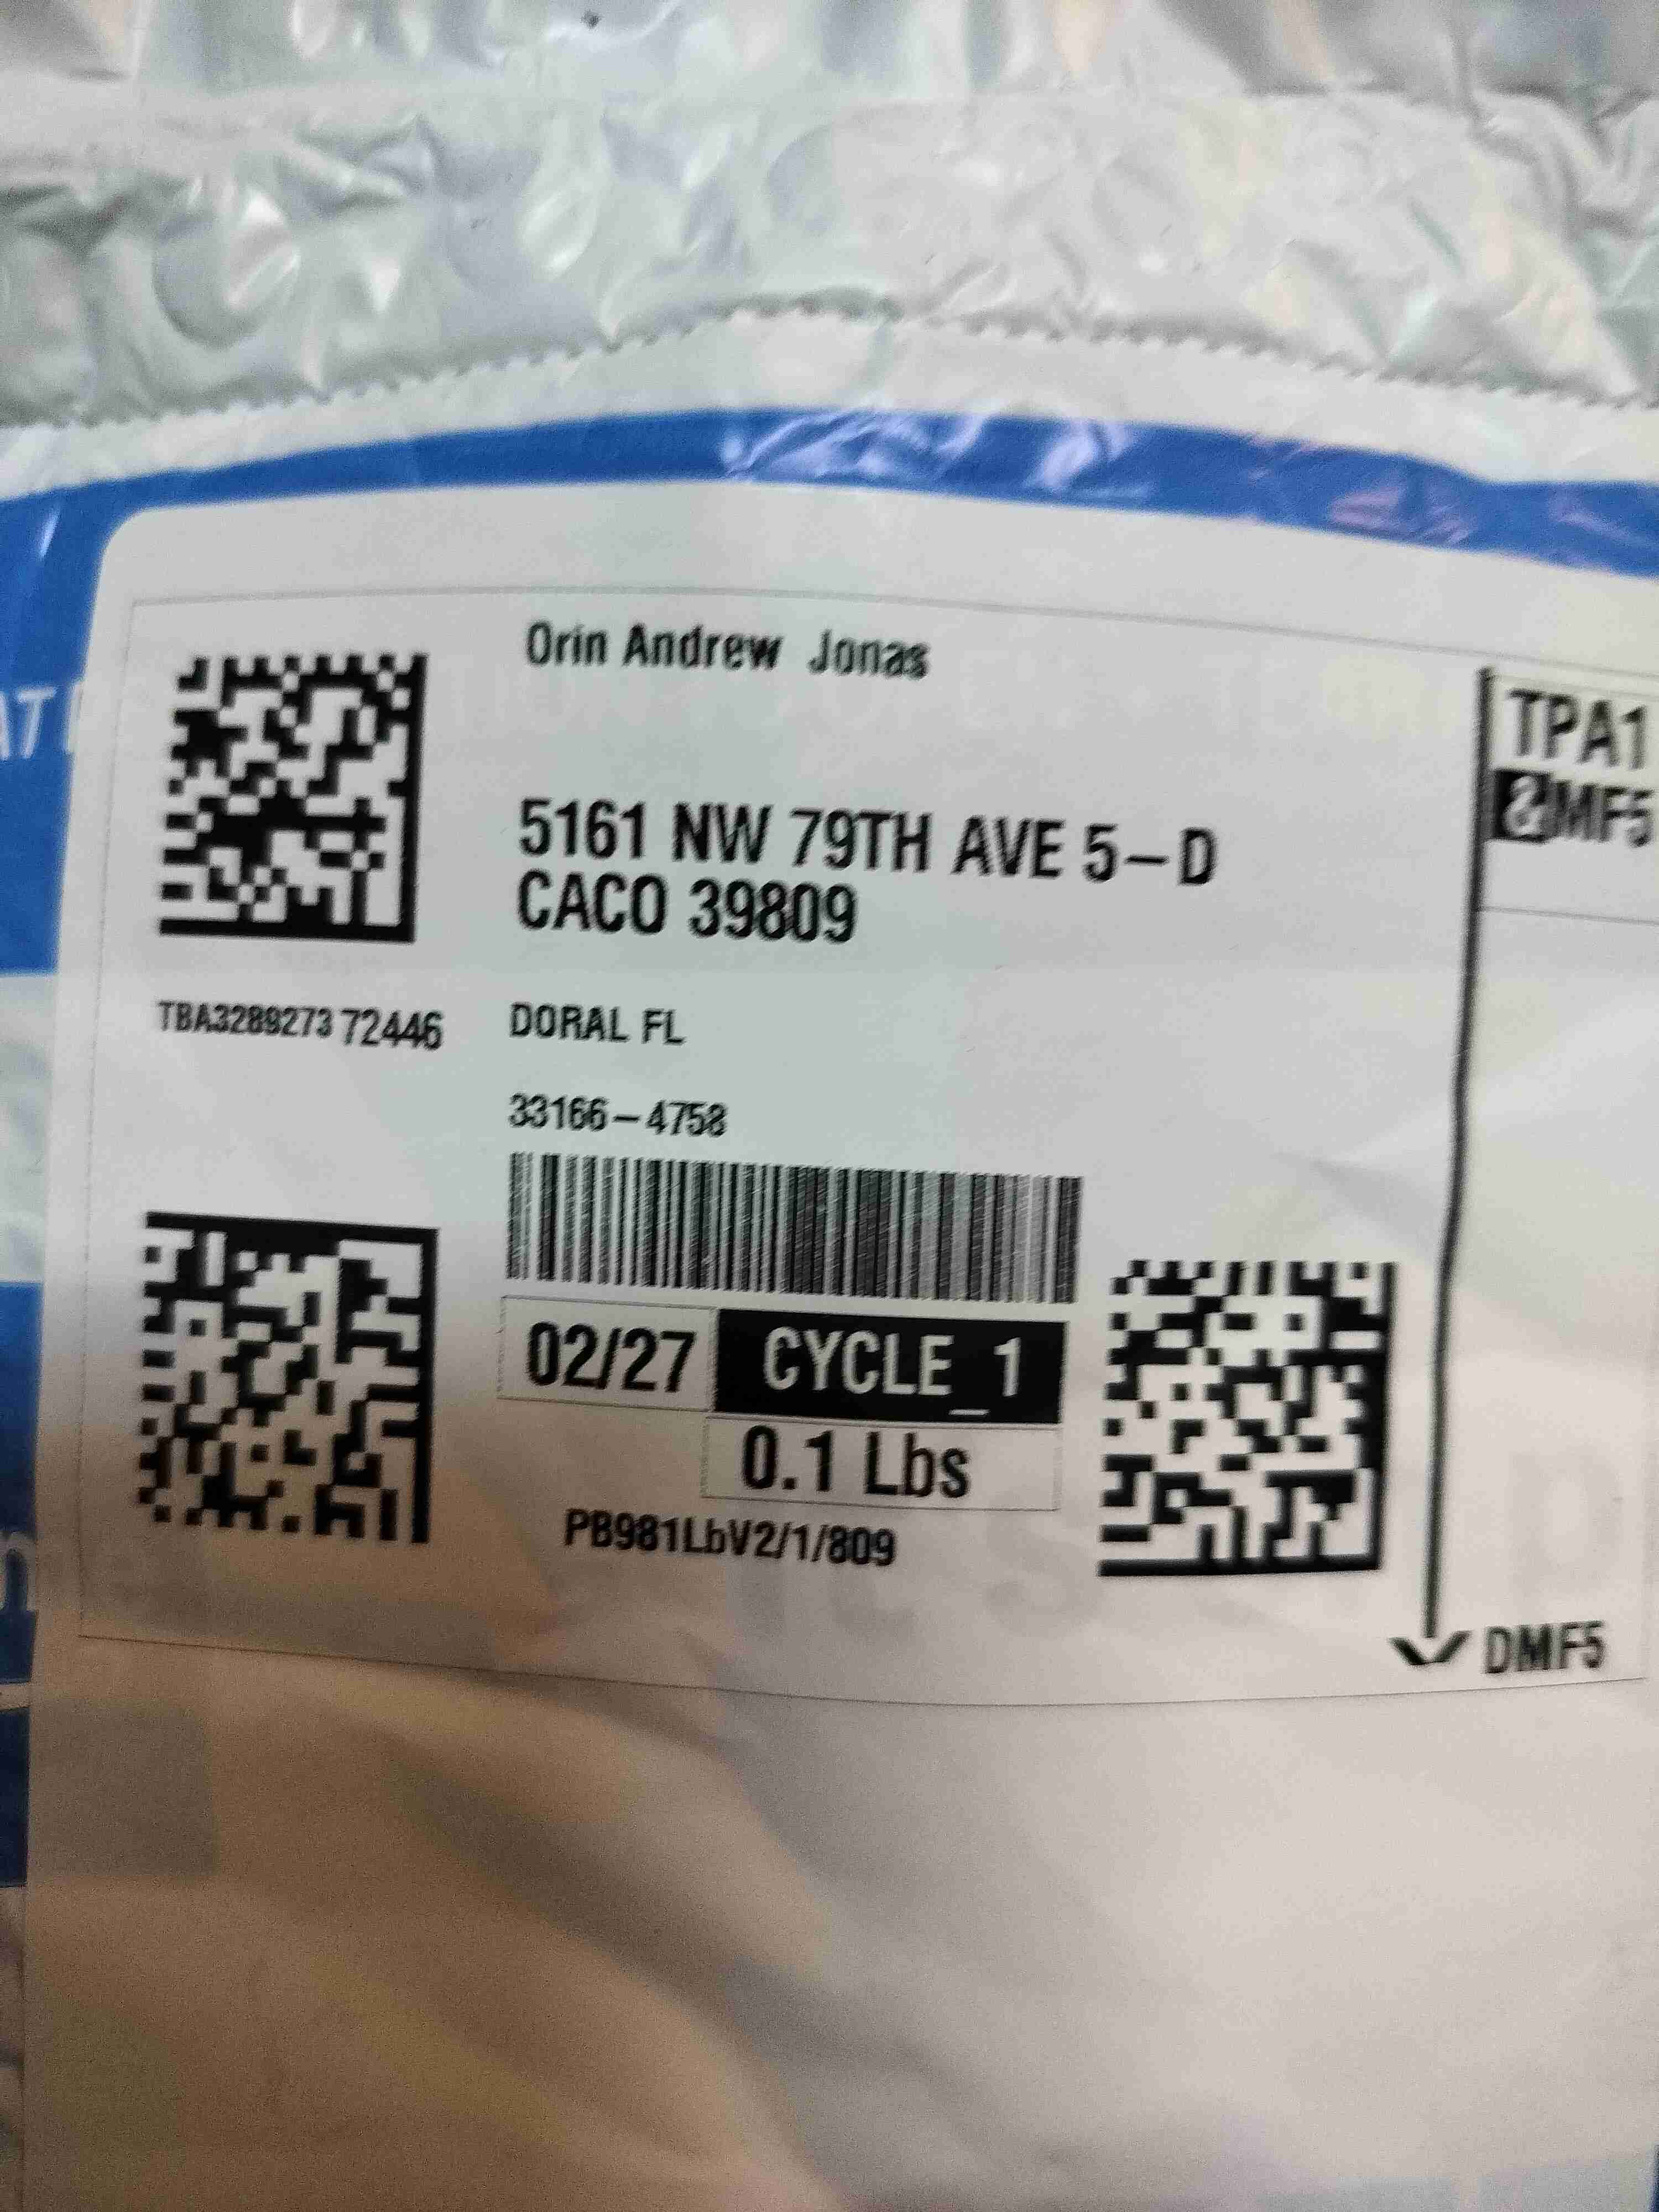 Orin Andrew Jonas
TPA1
DMF5
5161 NW 79TH AVE 5-D
CACO 39809
TBA328927372446
DORAL FL
33166-4758
02/27 CYCLE_1
0.1 Lbs
PB981LbV2/1/809
DMF5